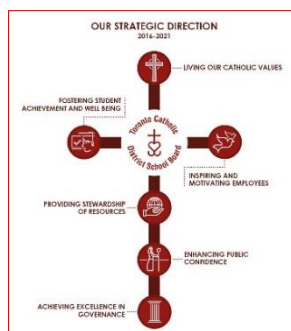 OUR STRATEGIC DIRECTION
2016-2021
LIVING OUR CATHOLIC VALUES
FOSTERING STUDENT
ACHIEVEMENT AND WELL BEING
Toronto Catholic
District School Board
INSPIRING AND
MOTIVATING EMPLOYEES
PROVIDING STEWARDSHIP
OF RESOURCES
ENHANCING PUBLIC
CONFIDENCE
ACHIEVING EXCELLENCE IN
GOVERNANCE